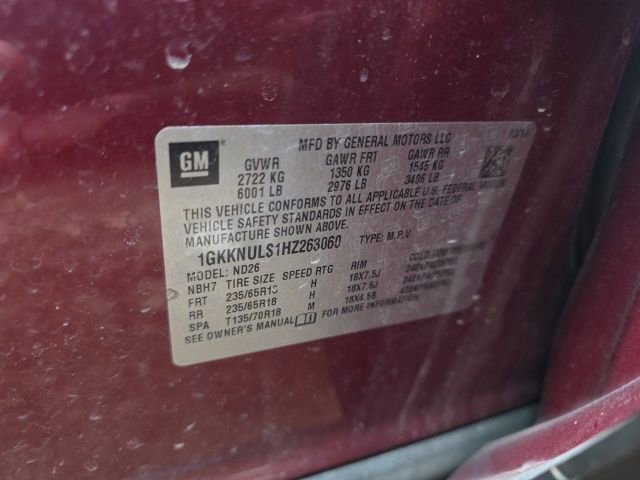 GM
MFD BY GENERAL MOTORS LLC
GVWR GAWR FRT GAWR RR
2722 KG 1350 KG 1545 KG
6001 LB 2976 LB 3406 LB
THIS VEHICLE CONFORMS TO ALL APPLICABLE U.S. FEDERAL MOTOR
VEHICLE SAFETY STANDARDS IN EFFECT ON THE DATE OF
MANUFACTURE SHOWN ABOVE.
1GKKNULS1HZ263060 TYPE: M.P.V
MODEL: ND26
NBH7 TIRE SIZE SPEED RTG RIM COLD TIRE PRESSURE
FRT 235/65R18 H 18X7.5J
RR 235/65R18 H 18X7.5J
SPA T135/70R18 M 18X4.5B
SEE OWNER'S MANUAL FOR MORE INFORMATION